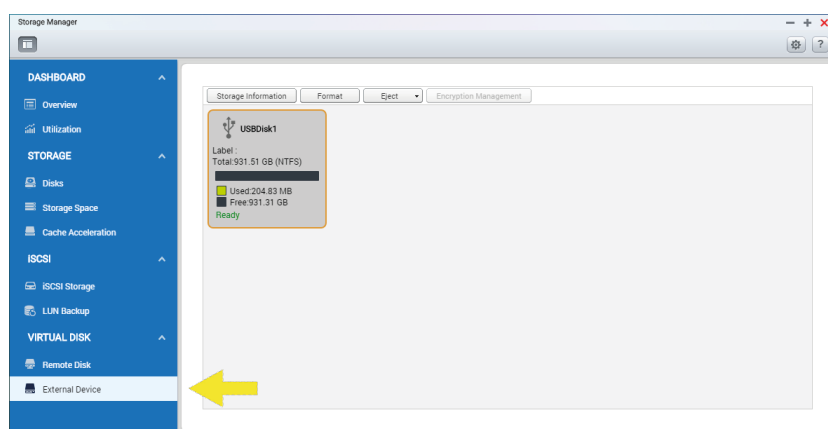 Storage Manager
?
DASHBOARD
Overview
Utilization
STORAGE
Disks
Storage Space
Cache Acceleration
iSCSI
iSCSI Storage
LUN Backup
VIRTUAL DISK
Remote Disk
External Device
Storage Information Format Eject Encryption Management
USBDisk1
Label :
Total:931.51 GB (NTFS)
Used:204.83 MB
Free:931.31 GB
Ready